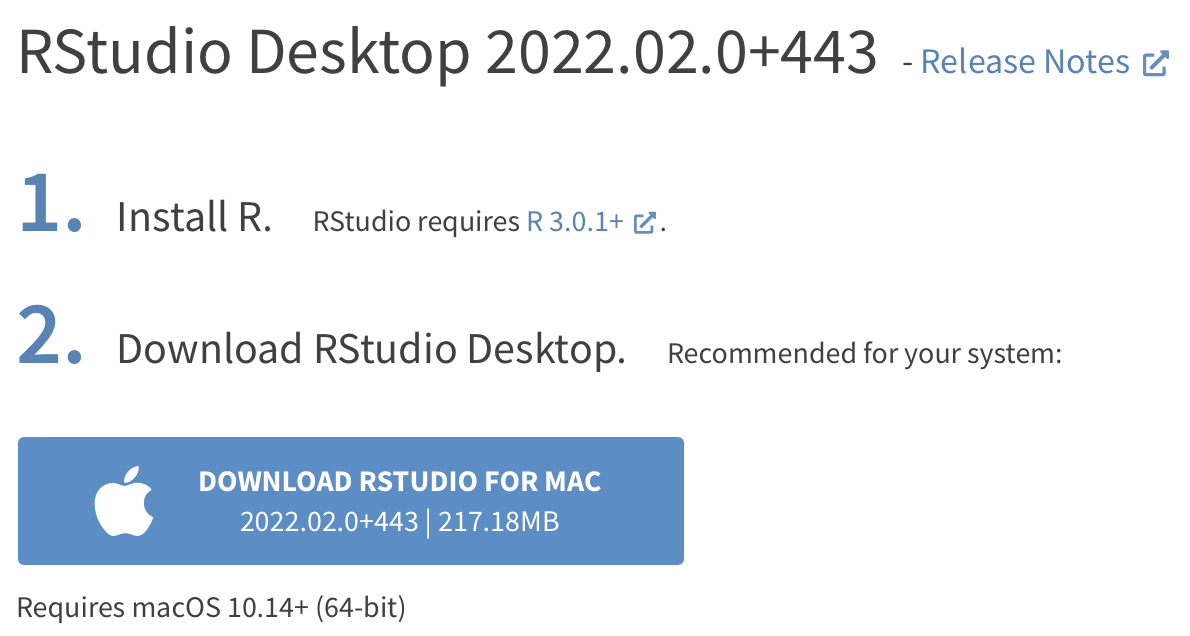 RStudio Desktop 2022.02.0+443 - Release Notes
1. Install R. RStudio requires R 3.0.1+ .
2. Download RStudio Desktop. Recommended for your system:
DOWNLOAD RSTUDIO FOR MAC
2022.02.0+443 | 217.18MB
Requires macOS 10.14+ (64-bit)